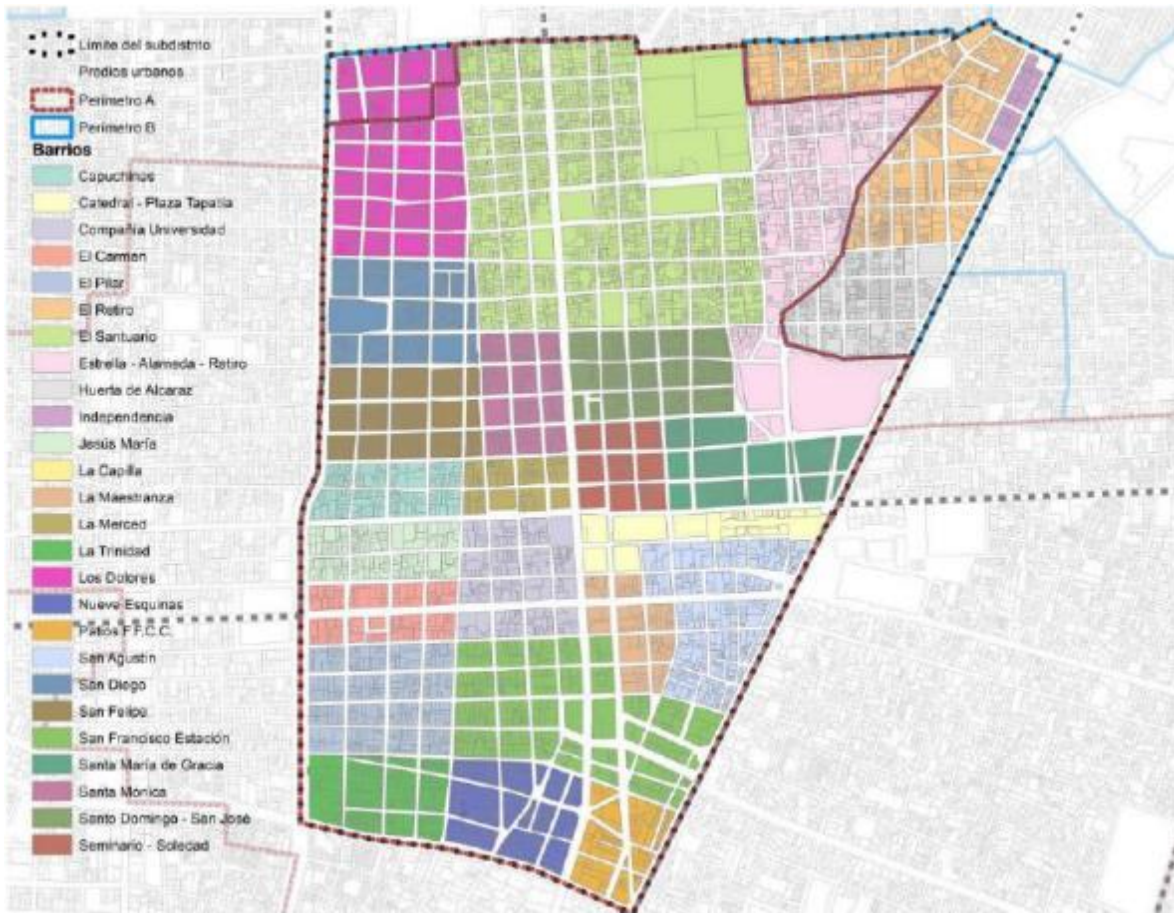 Límite del subdistrito
Predios urbanos
Perímetro A
Perímetro B
Barrios
Capuchinas
Catedral - Plaza Tapatía
Compañía Universidad
El Carmen
El Pilar
El Retiro
El Santuario
Estrella - Alameda - Retiro
Huerta de Alcaraz
Independencia
Jesús María
La Capilla
La Maestranza
La Merced
La Trinidad
Los Dolores
Nueve Esquinas
Patios F.F.C.C.
San Agustín
San Diego
San Felipe
San Francisco Estación
Santa María de Gracia
Santa Mónica
Santo Domingo - San José
Seminario - Soledad